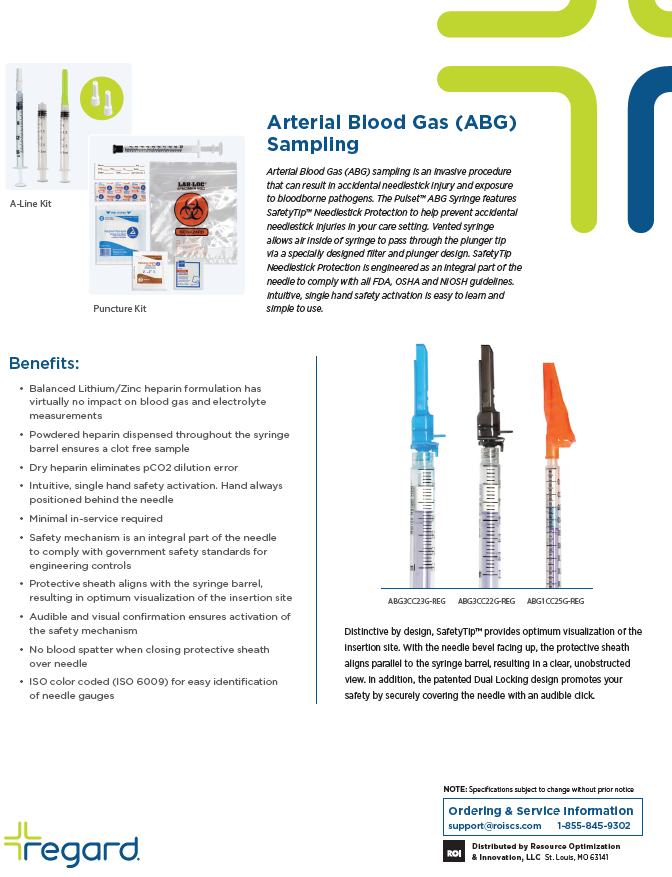 Arterial Blood Gas (ABG)
Sampling
Arterial Blood Gas (ABG) sampling is an invasive procedure
that can result in accidental needlestick injury and exposure
to bloodborne pathogens. The Pulset™ ABG Syringe features
SafetyTip™ Needlestick Protection to help prevent accidental
needlestick injuries in your care setting. Vented syringe
allows air inside of syringe to pass through the plunger tip
via a specially designed filter and plunger design. SafetyTip
Needlestick Protection is engineered as an integral part of the
needle to comply with all FDA, OSHA and NIOSH guidelines.
Intuitive, single hand safety activation is easy to learn and
simple to use.
A-Line Kit
LAB-LOC
BIOHAZARD
Puncture Kit
Benefits:
• Balanced Lithium/Zinc heparin formulation has
virtually no impact on blood gas and electrolyte
measurements
• Powdered heparin dispensed throughout the syringe
barrel ensures a clot free sample
• Dry heparin eliminates pCO2 dilution error
• Intuitive, single hand safety activation. Hand always
positioned behind the needle
• Minimal in-service required
• Safety mechanism is an integral part of the needle
to comply with government safety standards for
engineering controls
• Protective sheath aligns with the syringe barrel,
resulting in optimum visualization of the insertion site
• Audible and visual confirmation ensures activation of
the safety mechanism
• No blood spatter when closing protective sheath
over needle
• ISO color coded (ISO 6009) for easy identification
of needle gauges
ABG3CC23G-REG ABG3CC22G-REG ABG1CC25G-REG
Distinctive by design, SafetyTip™ provides optimum visualization of the
insertion site. With the needle bevel facing up, the protective sheath
aligns parallel to the syringe barrel, resulting in a clear, unobstructed
view. In addition, the patented Dual Locking design promotes your
safety by securely covering the needle with an audible click.
NOTE: Specifications subject to change without prior notice
Ordering & Service Information
support@roiscs.com 1-855-845-9302
ROI
Distributed by Resource Optimization
& Innovation, LLC St. Louis, MO 63141
regard.